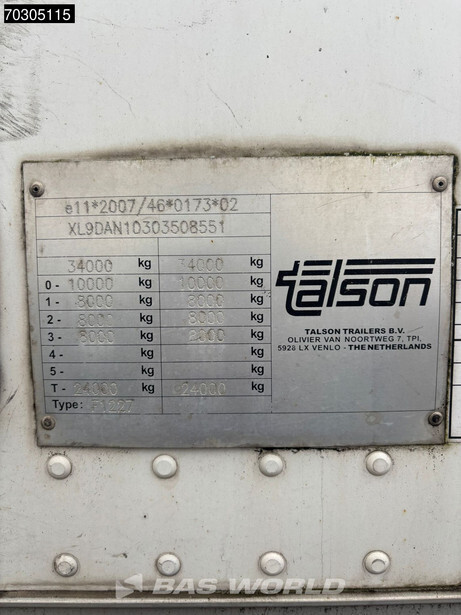 70305115
e11*2007/46*0173*02
XL9DAN10303508551
34000 kg 34000 kg
0 - 10000 kg 10000 kg
1 - 8000 kg 8000 kg
2 - 8000 kg 8000 kg
3 - 8000 kg 8000 kg
4 - kg kg
5 - kg kg
T - 24000 kg 24000 kg
Type:
talson
TALSON TRAILERS B.V.
OLIVIER VAN NOORTWEG 7, TPI,
5928 LX VENLO - THE NETHERLANDS
BAS WORLD